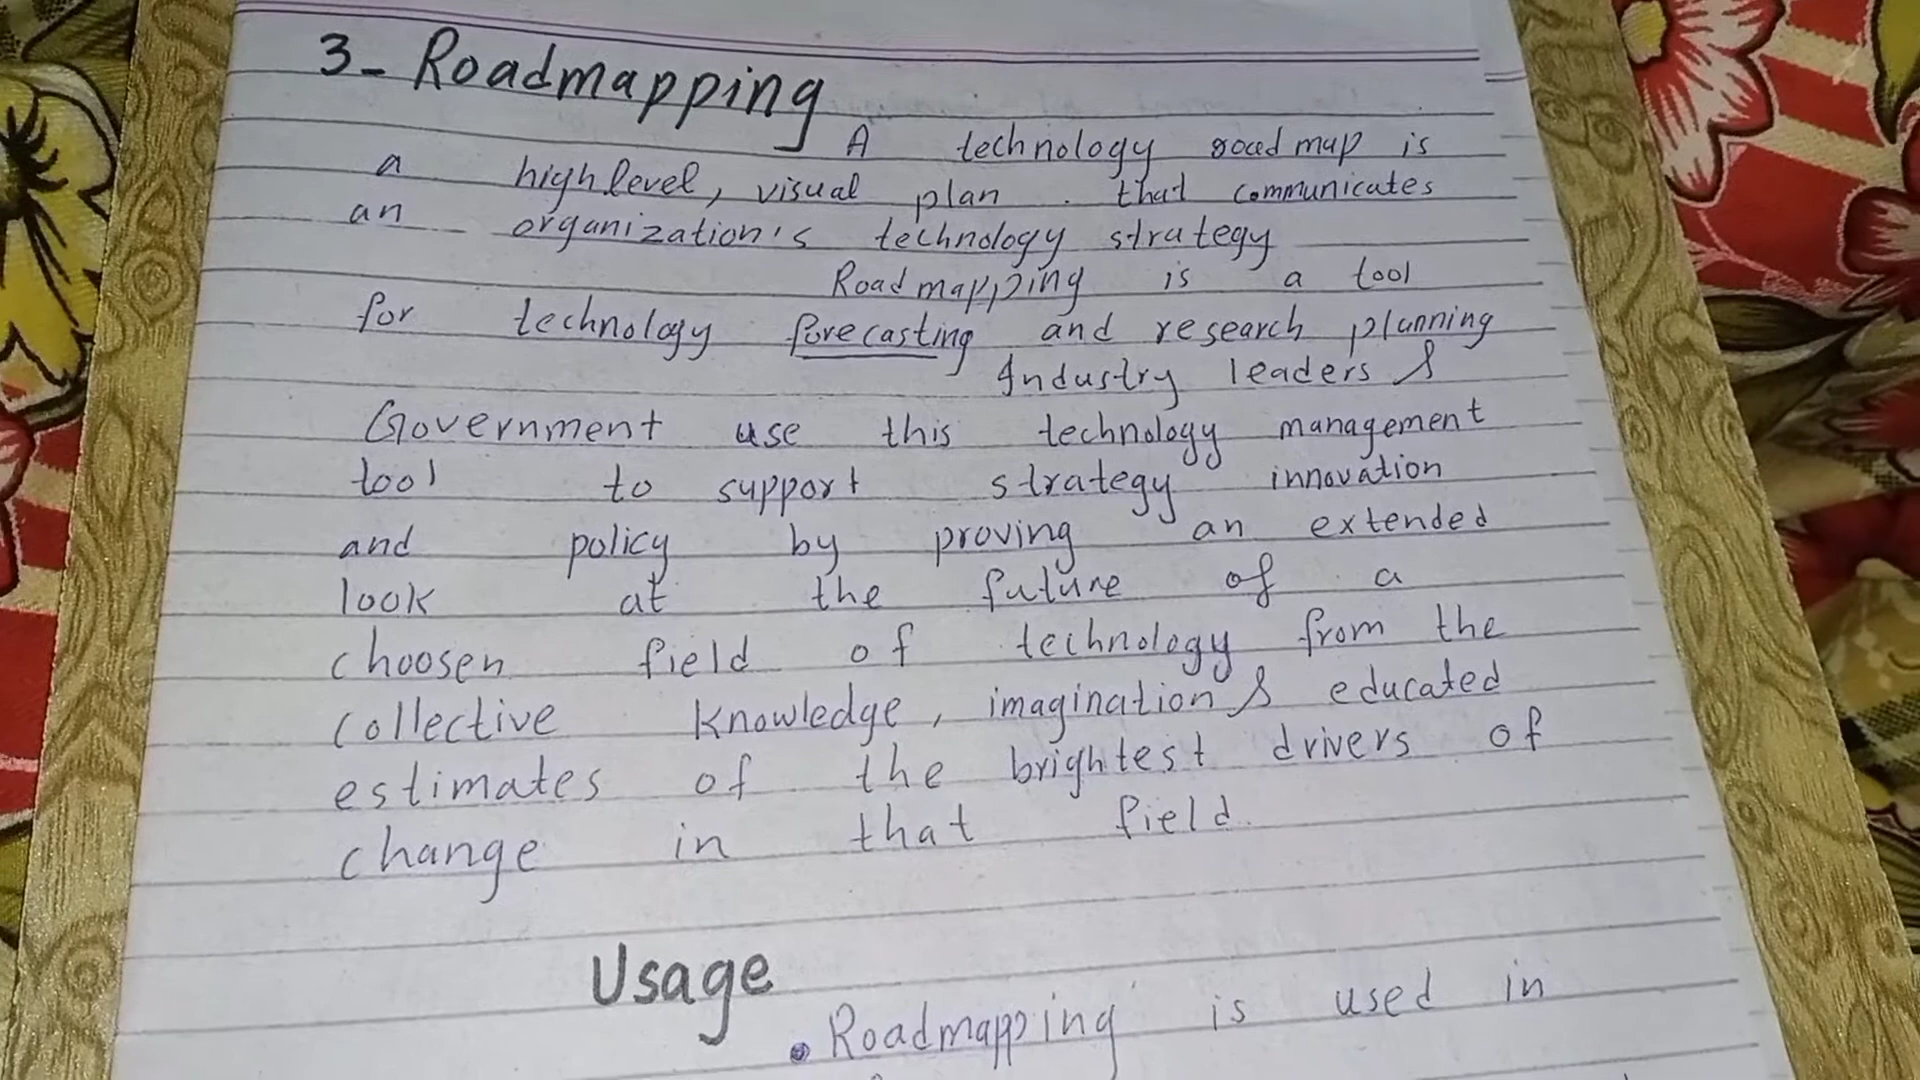 3- Roadmapping
A technology roadmap is
a high level, visual plan that communicates
an organization's technology strategy
Roadmapping is a tool
for technology forecasting and research planning
Industry leaders &
Government use this technology management
tool to support strategy innovation
and policy by proving an extended
look at the future of a
choosen field of technology from the
collective knowledge, imagination & educated
estimates of the brightest drivers of
change in that field.
Usage
• Roadmapping is used in